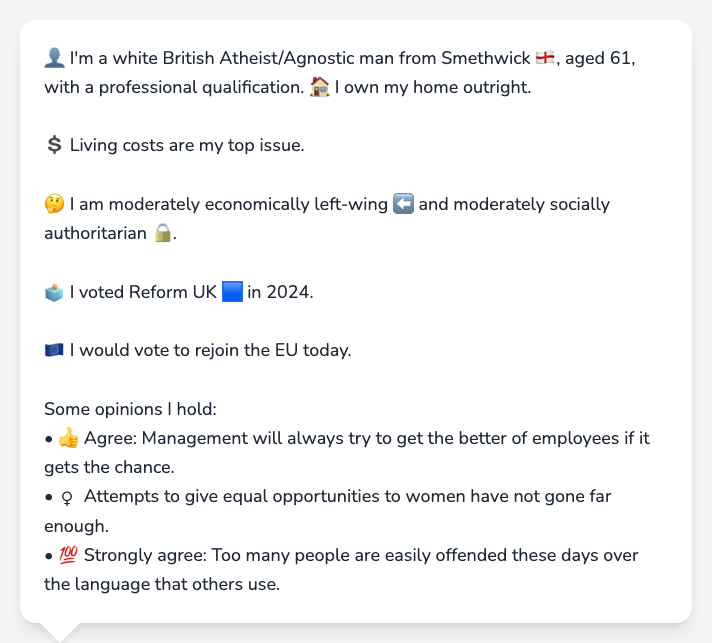 👤 I'm a white British Atheist/Agnostic man from Smethwick 🏴󠁧󠁢󠁥󠁮󠁧󠁿, aged 61,
with a professional qualification. 🏠 I own my home outright.
💲 Living costs are my top issue.
🤔 I am moderately economically left-wing ⬅️ and moderately socially
authoritarian 🔒.
🗳️ I voted Reform UK 🟦 in 2024.
🇪🇺 I would vote to rejoin the EU today.
Some opinions I hold:
• 👍 Agree: Management will always try to get the better of employees if it
gets the chance.
• ♀ Attempts to give equal opportunities to women have not gone far
enough.
• 💯 Strongly agree: Too many people are easily offended these days over
the language that others use.